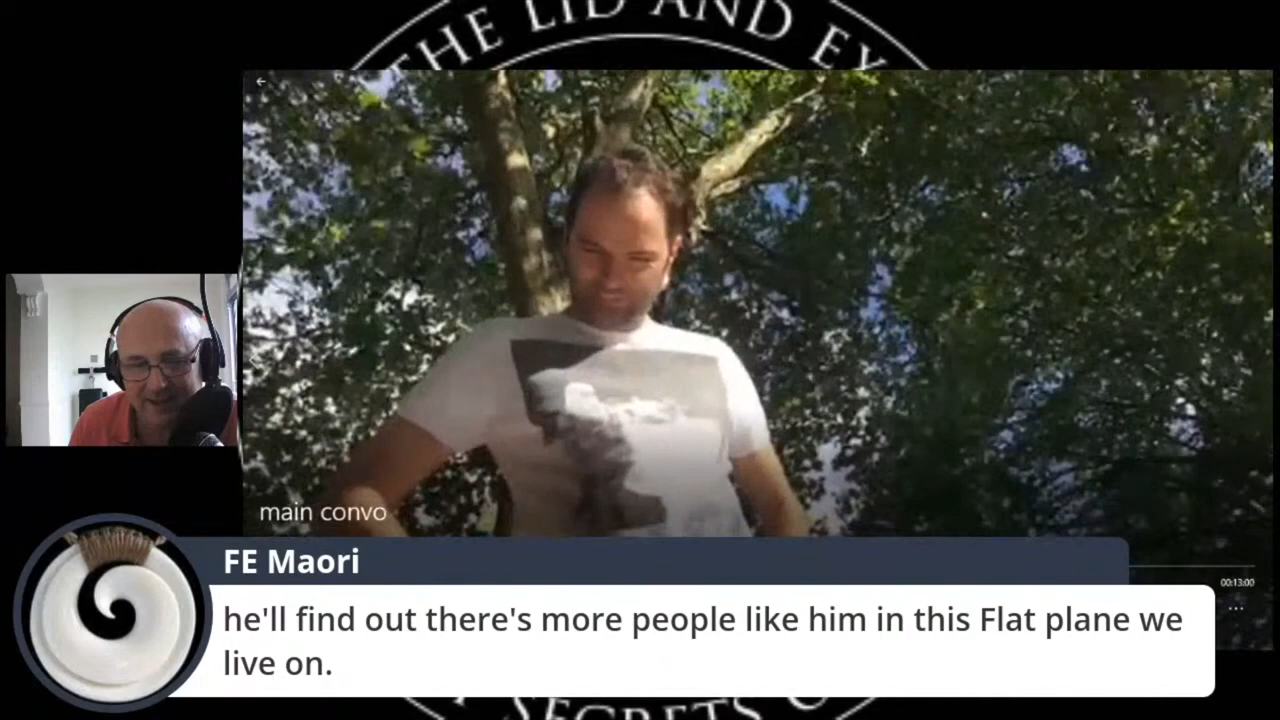 THE LID AND EX
main convo
00:13:00
FE Maori
he'll find out there's more people like him in this Flat plane we
live on.
SECRETS O